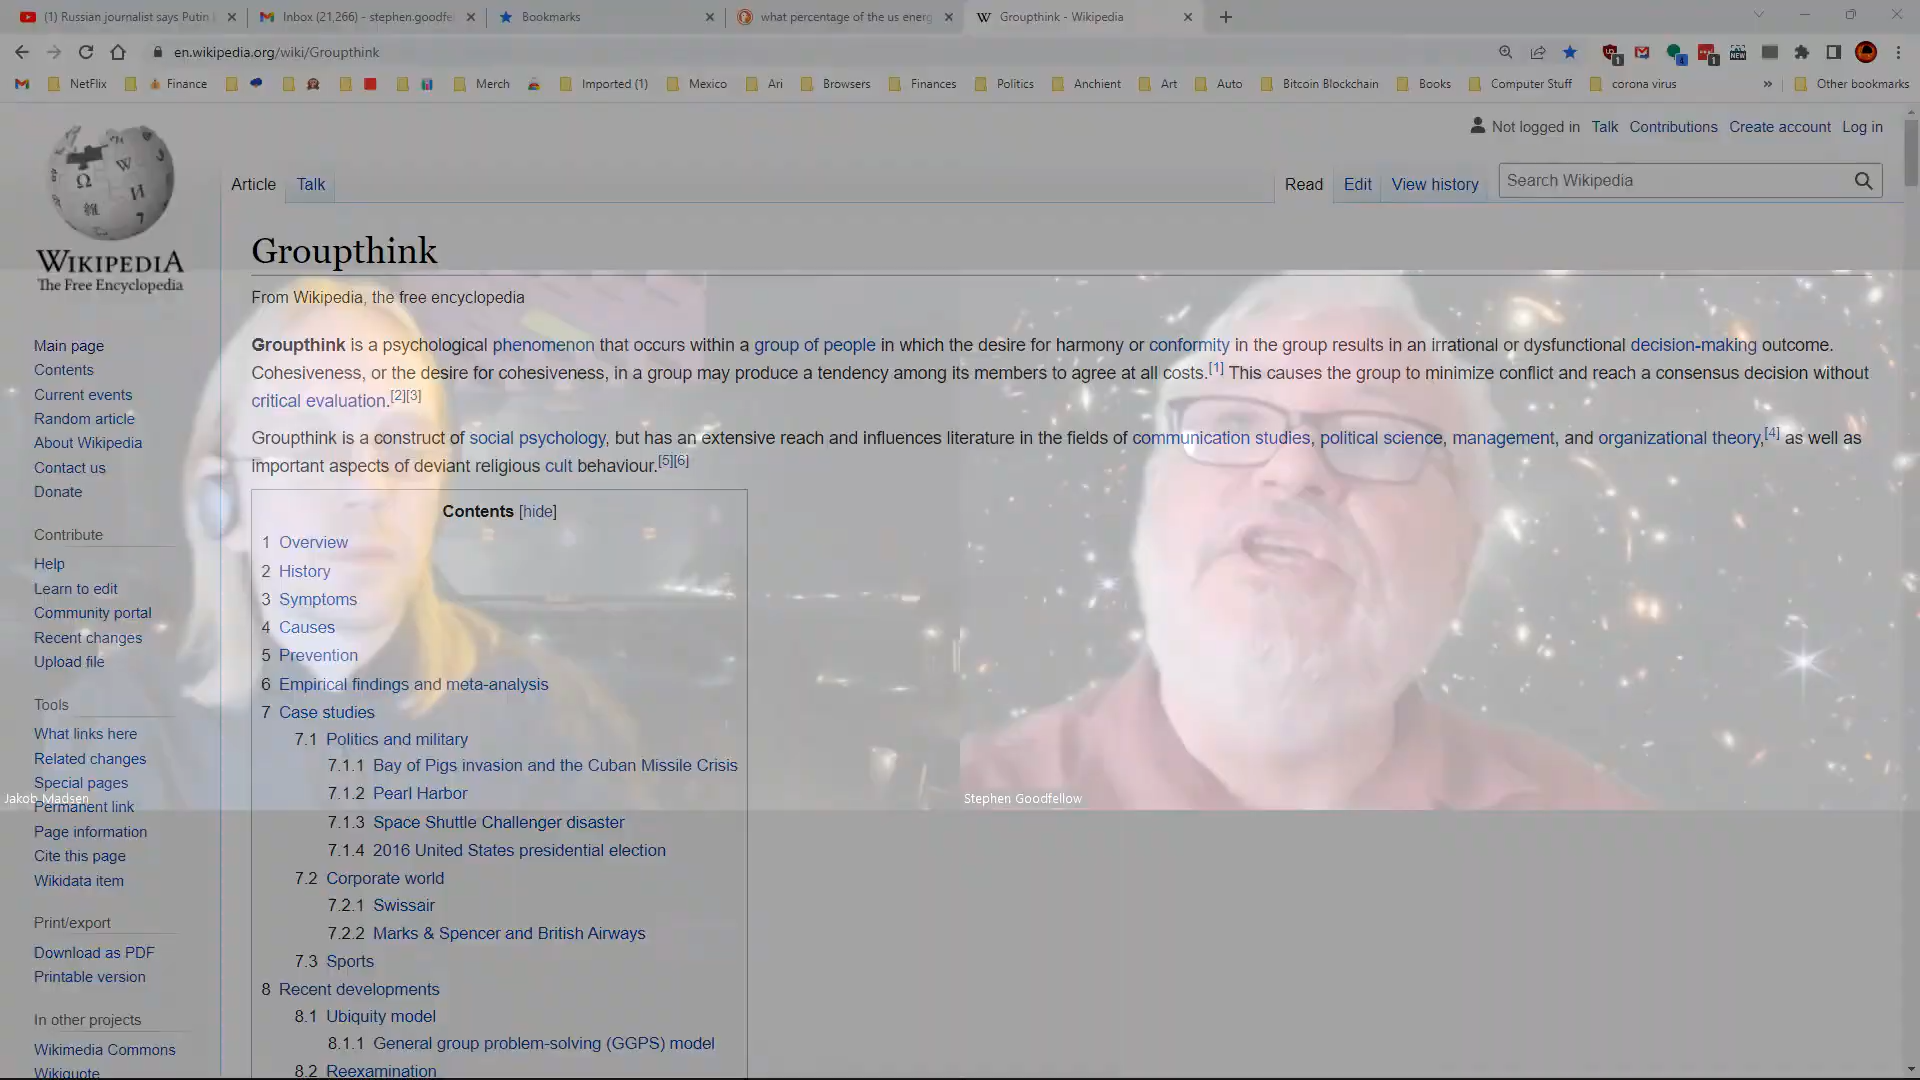 (1) Russian journalist says Putin
Inbox (21,266) - stephen.goodfe
Bookmarks
what percentage of the us energ
Groupthink - Wikipedia
en.wikipedia.org/wiki/Groupthink
NetFlix
Finance
Merch
Imported (1)
Mexico
Ari
Browsers
Finances
Politics
Anchient
Art
Auto
Bitcoin Blockchain
Books
Computer Stuff
corona virus
Other bookmarks
Not logged in Talk Contributions Create account Log in
Article Talk
Read Edit View history
Search Wikipedia
WIKIPEDIA
The Free Encyclopedia
Main page
Contents
Current events
Random article
About Wikipedia
Contact us
Donate
Contribute
Help
Learn to edit
Community portal
Recent changes
Upload file
Tools
What links here
Related changes
Special pages
Permanent link
Page information
Cite this page
Wikidata item
Print/export
Download as PDF
Printable version
In other projects
Wikimedia Commons
Wikiquote
Groupthink
From Wikipedia, the free encyclopedia
Groupthink is a psychological phenomenon that occurs within a group of people in which the desire for harmony or conformity in the group results in an irrational or dysfunctional decision-making outcome.
Cohesiveness, or the desire for cohesiveness, in a group may produce a tendency among its members to agree at all costs.[1] This causes the group to minimize conflict and reach a consensus decision without
critical evaluation.[2][3]
Groupthink is a construct of social psychology, but has an extensive reach and influences literature in the fields of communication studies, political science, management, and organizational theory,[4] as well as
important aspects of deviant religious cult behaviour.[5][6]
Contents [hide]
1 Overview
2 History
3 Symptoms
4 Causes
5 Prevention
6 Empirical findings and meta-analysis
7 Case studies
7.1 Politics and military
7.1.1 Bay of Pigs invasion and the Cuban Missile Crisis
7.1.2 Pearl Harbor
7.1.3 Space Shuttle Challenger disaster
7.1.4 2016 United States presidential election
7.2 Corporate world
7.2.1 Swissair
7.2.2 Marks & Spencer and British Airways
7.3 Sports
8 Recent developments
8.1 Ubiquity model
8.1.1 General group problem-solving (GGPS) model
8.2 Reexamination
Jakob Madsen
Stephen Goodfellow